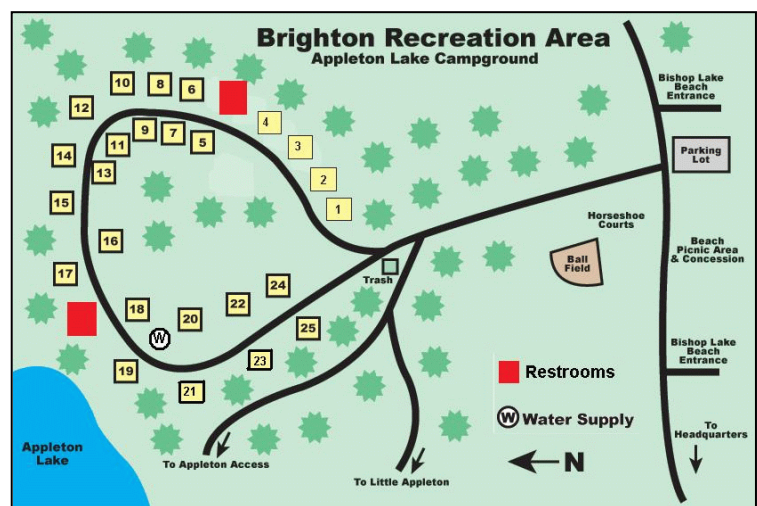 Brighton Recreation Area
Appleton Lake Campground
Bishop Lake
Beach
Entrance
10
8
6
12
4
9
7
5
11
3
14
13
2
15
1
16
17
18
20
22
24
25
19
21
23
W
Parking
Lot
Horseshoe
Courts
Ball
Field
Beach
Picnic Area
& Concession
Trash
Bishop Lake
Beach
Entrance
Restrooms
W Water Supply
N
To
Headquarters
Appleton
Lake
To Appleton Access
To Little Appleton